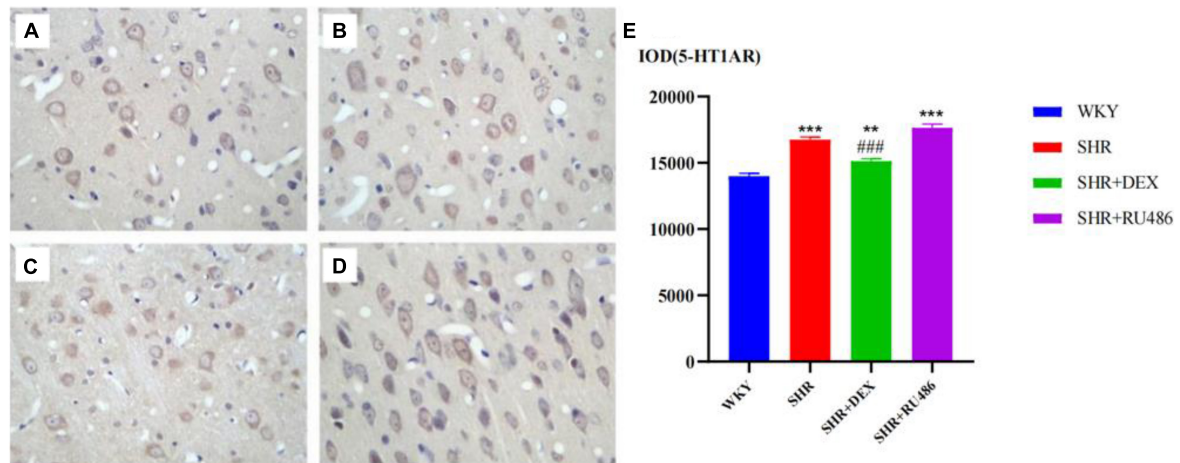 A
B
C
D
E
IOD(5-HT1AR)
20000
15000
10000
5000
0
***
**
###
***
WKY
SHR
SHR+DEX
SHR+RU486
WKY
SHR
SHR+DEX
SHR+RU486